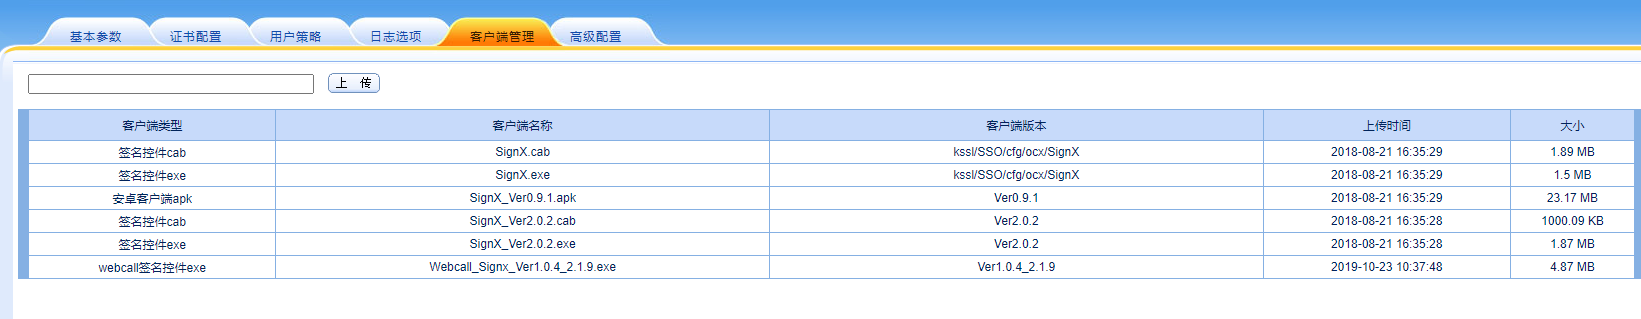 基本参数 证书配置 用户策略 日志选项 客户端管理 高级配置
上 传
客户端类型 客户端名称 客户端版本 上传时间 大小
签名控件cab SignX.cab kssl/SSO/cfg/ocx/SignX 2018-08-21 16:35:29 1.89 MB
签名控件exe SignX.exe kssl/SSO/cfg/ocx/SignX 2018-08-21 16:35:29 1.5 MB
安卓客户端apk SignX_Ver0.9.1.apk Ver0.9.1 2018-08-21 16:35:29 23.17 MB
签名控件cab SignX_Ver2.0.2.cab Ver2.0.2 2018-08-21 16:35:28 1000.09 KB
签名控件exe SignX_Ver2.0.2.exe Ver2.0.2 2018-08-21 16:35:28 1.87 MB
webcall签名控件exe Webcall_Signx_Ver1.0.4_2.1.9.exe Ver1.0.4_2.1.9 2019-10-23 10:37:48 4.87 MB